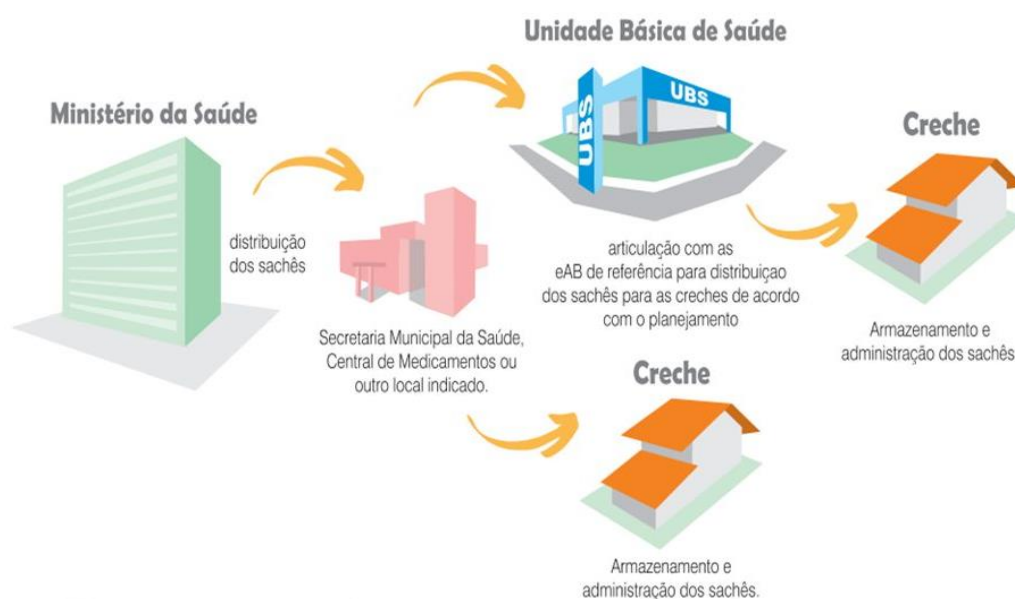 Ministério da Saúde
distribuição
dos sachês
Secretaria Municipal da Saúde,
Central de Medicamentos ou
outro local indicado.
Unidade Básica de Saúde
UBS
UBS
articulação com as
eAB de referência para distribuiçao
dos sachês para as creches de acordo
com o planejamento
Creche
Armazenamento e
administração dos sachês
Creche
Armazenamento e
administração dos sachês.